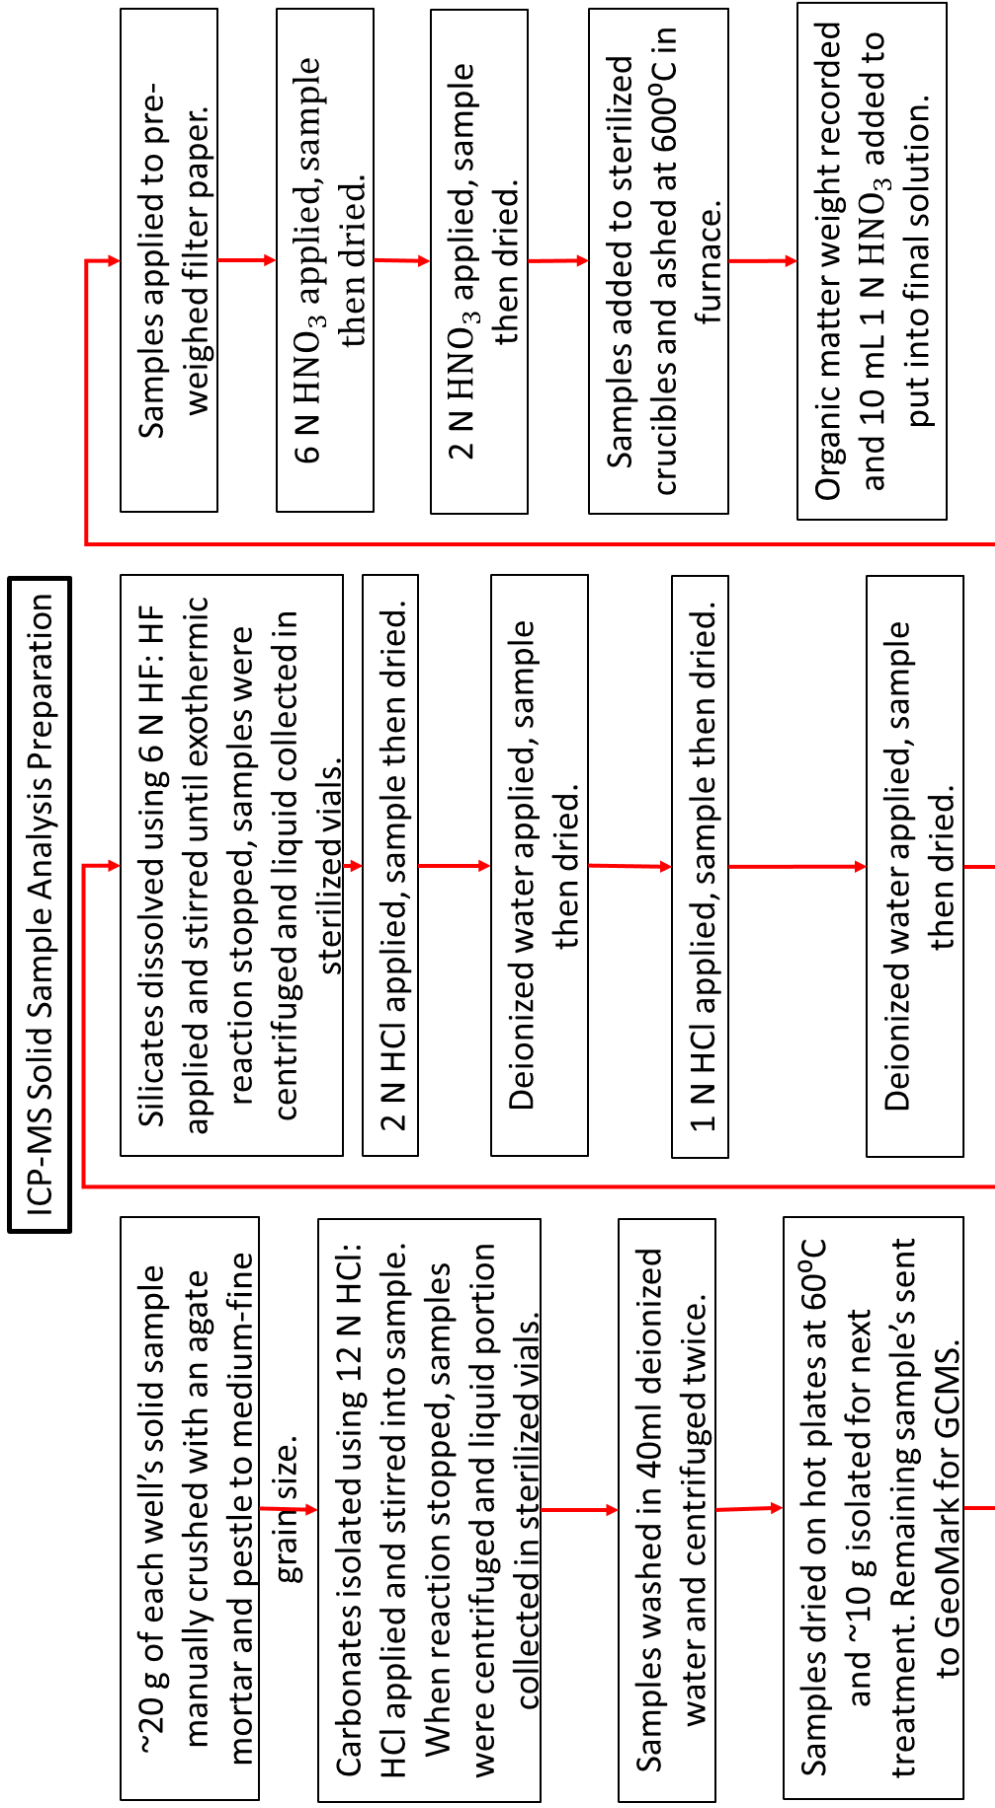 ICP-MS Solid Sample Analysis Preparation
~20 g of each well's solid sample
manually crushed with an agate
mortar and pestle to medium-fine
grain size.
Carbonates isolated using 12 N HCl:
HCl applied and stirred into sample.
When reaction stopped, samples
were centrifuged and liquid portion
collected in sterilized vials.
Samples washed in 40ml deionized
water and centrifuged twice.
Samples dried on hot plates at 60⁰C
and ~10 g isolated for next
treatment. Remaining sample's sent
to GeoMark for GCMS.
Silicates dissolved using 6 N HF: HF
applied and stirred until exothermic
reaction stopped, samples were
centrifuged and liquid collected in
sterilized vials.
2 N HCl applied, sample then dried.
Deionized water applied, sample
then dried.
1 N HCl applied, sample then dried.
Deionized water applied, sample
then dried.
Samples applied to pre-
weighed filter paper.
6 N HNO₃ applied, sample
then dried.
2 N HNO₃ applied, sample
then dried.
Samples added to sterilized
crucibles and ashed at 600⁰C in
furnace.
Organic matter weight recorded
and 10 mL 1 N HNO₃ added to
put into final solution.